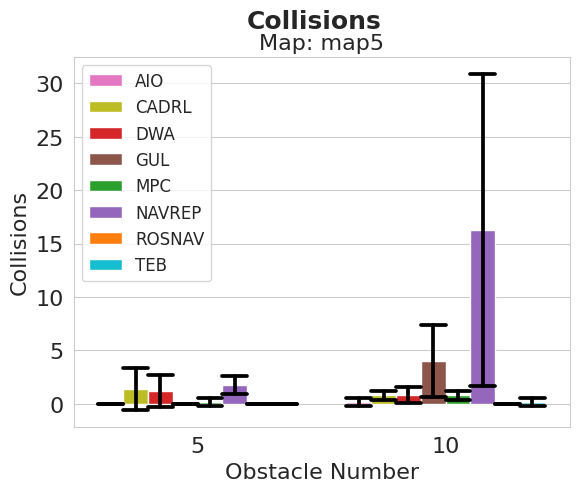 Collisions
Map: map5
30
25
20
15
10
5
0
Collisions
AIO
CADRL
DWA
GUL
MPC
NAVREP
ROSNAV
TEB
5
10
Obstacle Number